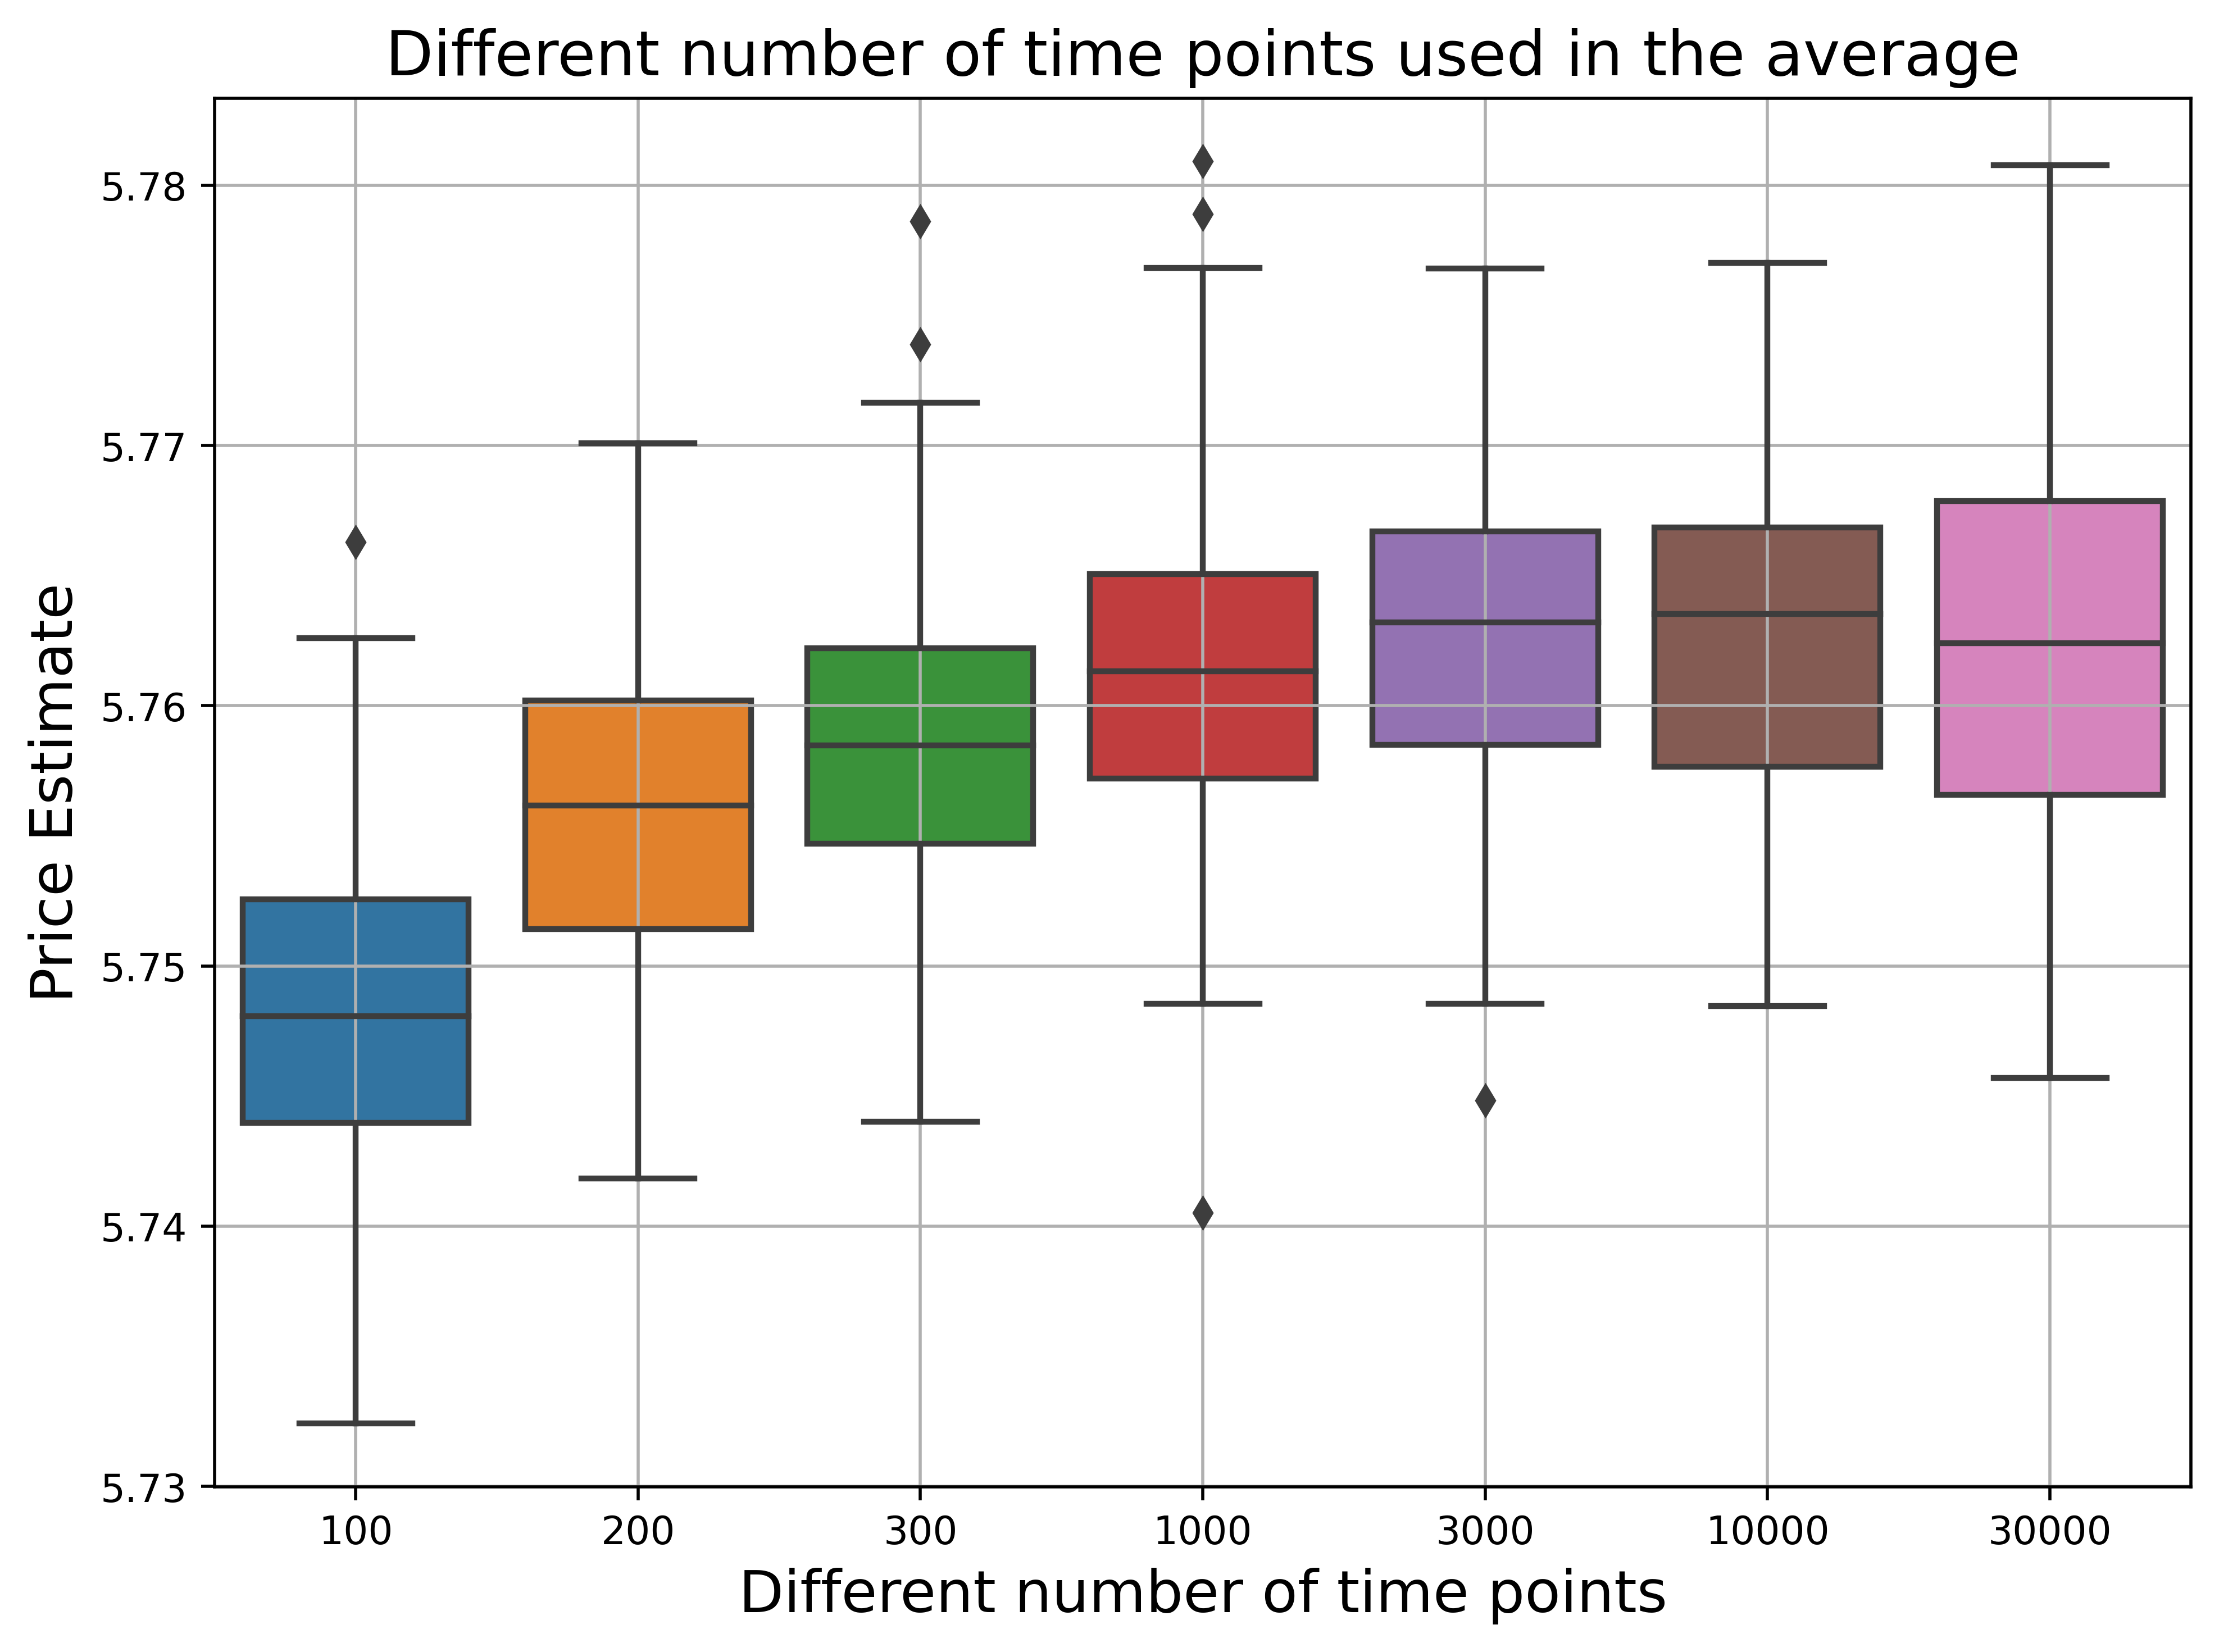 Different number of time points used in the average
Price Estimate
5.78
5.77
5.76
5.75
5.74
5.73
100 200 300 1000 3000 10000 30000
Different number of time points